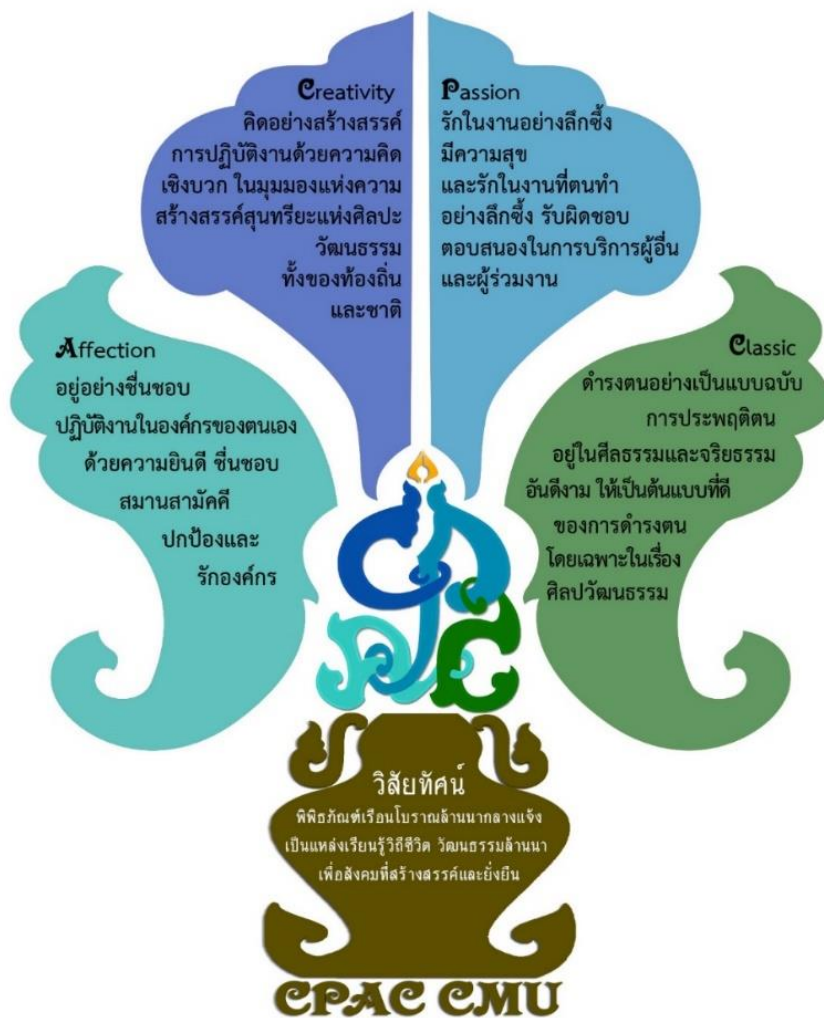 Creativity
คิดอย่างสร้างสรรค์
การปฏิบัติงานด้วยความคิด
เชิงบวก ในมุมมองแห่งความ
สร้างสรรค์สุนทรียะแห่งศิลปะ
วัฒนธรรม
ทั้งของท้องถิ่น
และชาติ
Passion
รักในงานอย่างลึกซึ้ง
มีความสุข
และรักในงานที่ตนทำ
อย่างลึกซึ้ง รับผิดชอบ
ตอบสนองในการบริการผู้อื่น
และผู้ร่วมงาน
Affection
อยู่อย่างชื่นชอบ
ปฏิบัติงานในองค์กรของตนเอง
ด้วยความยินดี ชื่นชอบ
สมานสามัคคี
ปกป้องและ
รักองค์กร
Classic
ดำรงตนอย่างเป็นแบบฉบับ
การประพฤติตน
อยู่ในศีลธรรมและจริยธรรม
อันดีงาม ให้เป็นต้นแบบที่ดี
ของการดำรงตน
โดยเฉพาะในเรื่อง
ศิลปวัฒนธรรม
วิสัยทัศน์
พิพิธภัณฑ์เรือนโบราณล้านนากลางแจ้ง
เป็นแหล่งเรียนรู้วิถีชีวิต วัฒนธรรมล้านนา
เพื่อสังคมที่สร้างสรรค์และยั่งยืน
CPAC CMU